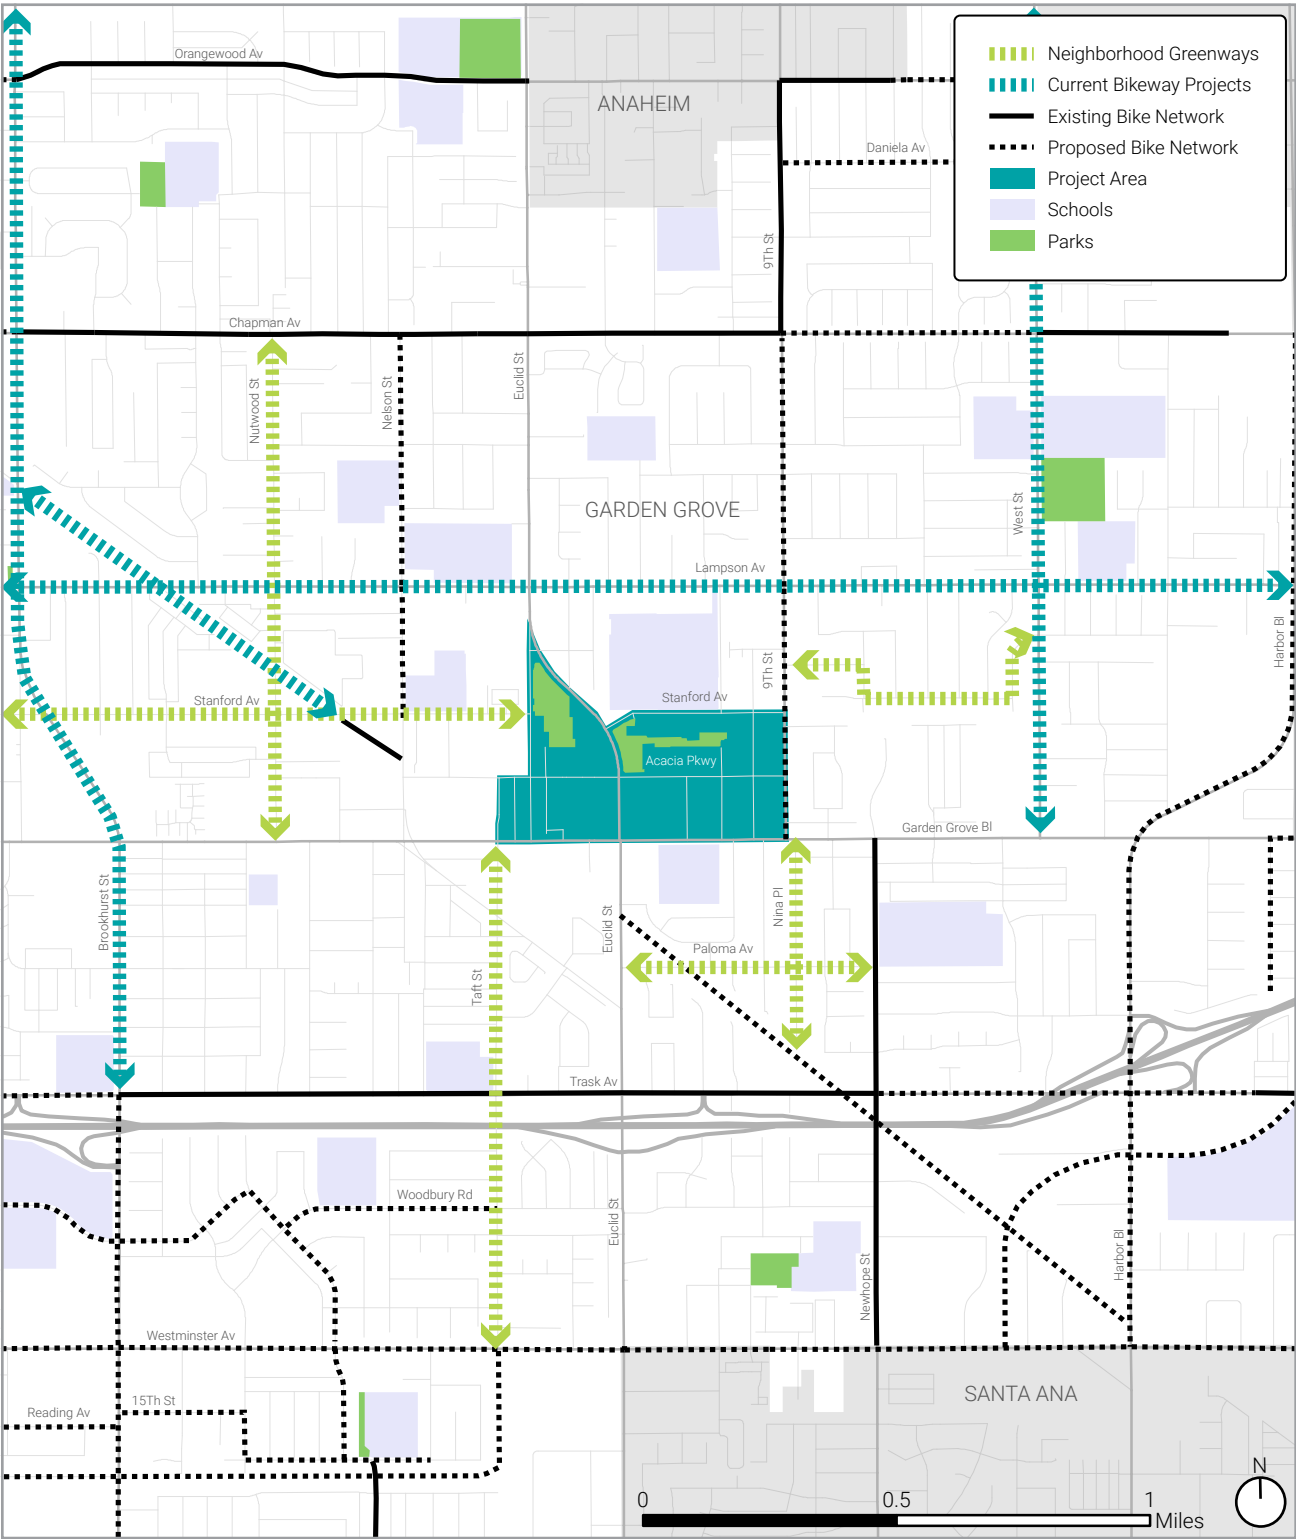 Orangewood Av
ANAHEIM
Neighborhood Greenways
Current Bikeway Projects
Existing Bike Network
Proposed Bike Network
Project Area
Schools
Parks
Daniela Av
9Th St
Chapman Av
Nutwood St
Nelson St
Euclid St
GARDEN GROVE
West St
Lampson Av
Harbor Bl
Stanford Av
Stanford Av
9Th St
Acacia Pkwy
Garden Grove Bl
Brookhurst St
Taft St
Euclid St
Nina Pl
Paloma Av
Trask Av
Woodbury Rd
Euclid St
Newhope St
Harbor Bl
Westminster Av
15Th St
Reading Av
SANTA ANA
N
0 0.5 1
Miles